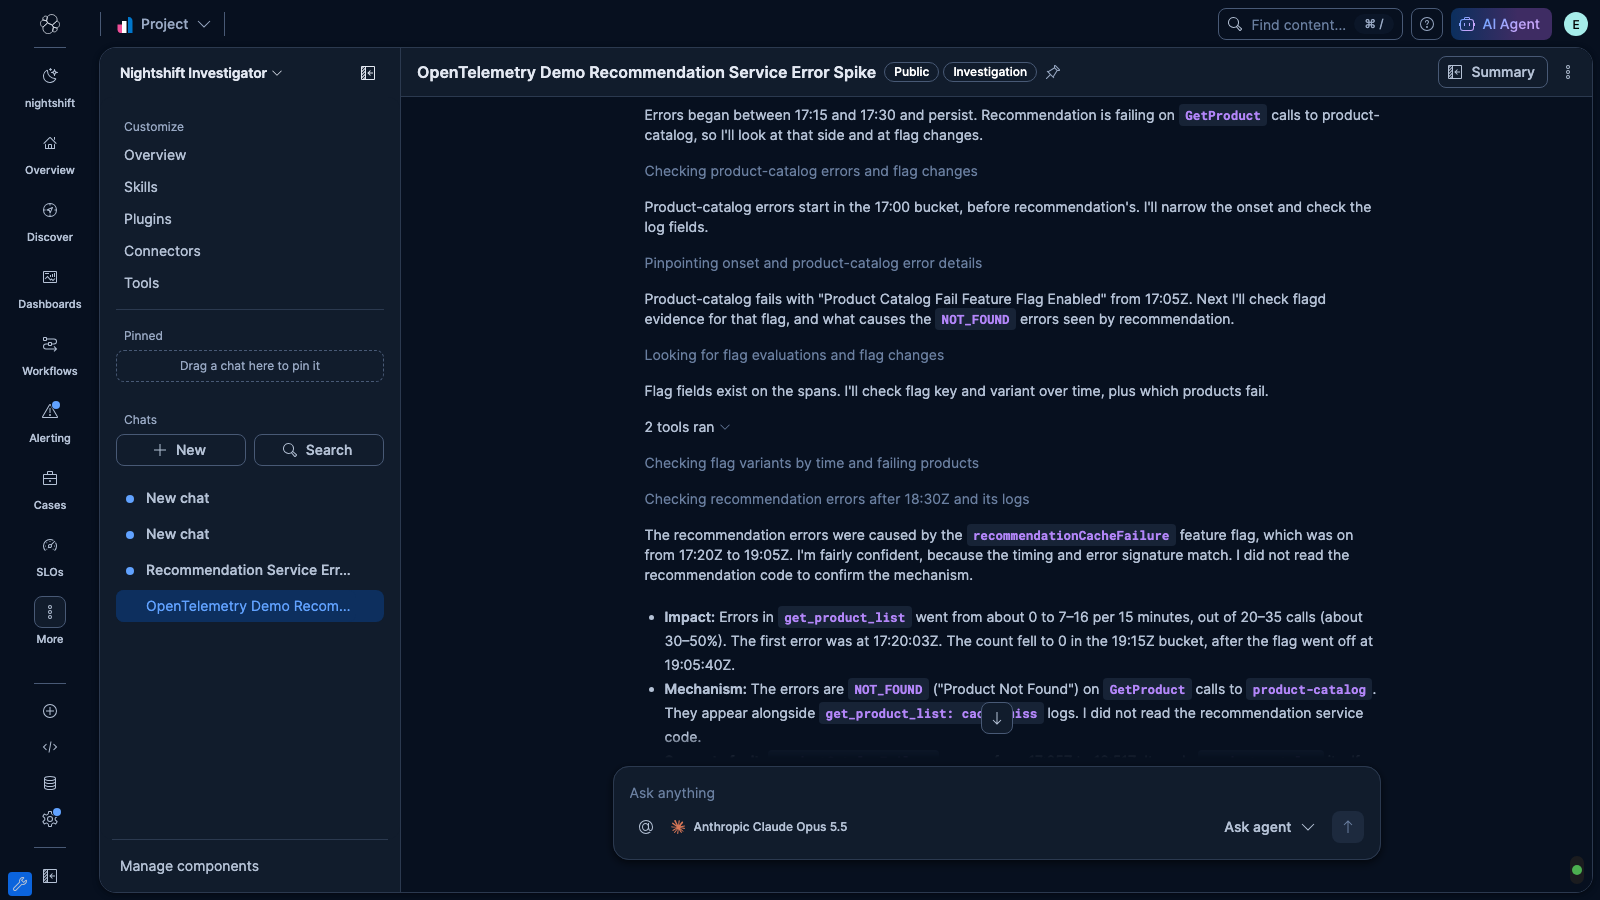 Project
Find content...
⌘ /
AI Agent
E
nightshift
Overview
Discover
Dashboards
Workflows
Alerting
Cases
SLOs
More
Nightshift Investigator
Customize
Overview
Skills
Plugins
Connectors
Tools
Pinned
Drag a chat here to pin it
Chats
New
Search
New chat
New chat
Recommendation Service Err...
OpenTelemetry Demo Recom...
Manage components
OpenTelemetry Demo Recommendation Service Error Spike
Public
Investigation
Summary
Errors began between 17:15 and 17:30 and persist. Recommendation is failing on GetProduct calls to product-
catalog, so I'll look at that side and at flag changes.
Checking product-catalog errors and flag changes
Product-catalog errors start in the 17:00 bucket, before recommendation's. I'll narrow the onset and check the
log fields.
Pinpointing onset and product-catalog error details
Product-catalog fails with "Product Catalog Fail Feature Flag Enabled" from 17:05Z. Next I'll check flagd
evidence for that flag, and what causes the NOT_FOUND errors seen by recommendation.
Looking for flag evaluations and flag changes
Flag fields exist on the spans. I'll check flag key and variant over time, plus which products fail.
2 tools ran
Checking flag variants by time and failing products
Checking recommendation errors after 18:30Z and its logs
The recommendation errors were caused by the recommendationCacheFailure feature flag, which was on
from 17:20Z to 19:05Z. I'm fairly confident, because the timing and error signature match. I did not read the
recommendation code to confirm the mechanism.
• Impact: Errors in get_product_list went from about 0 to 7–16 per 15 minutes, out of 20–35 calls (about
30–50%). The first error was at 17:20:03Z. The count fell to 0 in the 19:15Z bucket, after the flag went off at
19:05:40Z.
• Mechanism: The errors are NOT_FOUND ("Product Not Found") on GetProduct calls to product-catalog .
They appear alongside get_product_list: cac iss logs. I did not read the recommendation service
code.
Ask anything
@
Anthropic Claude Opus 5.5
Ask agent